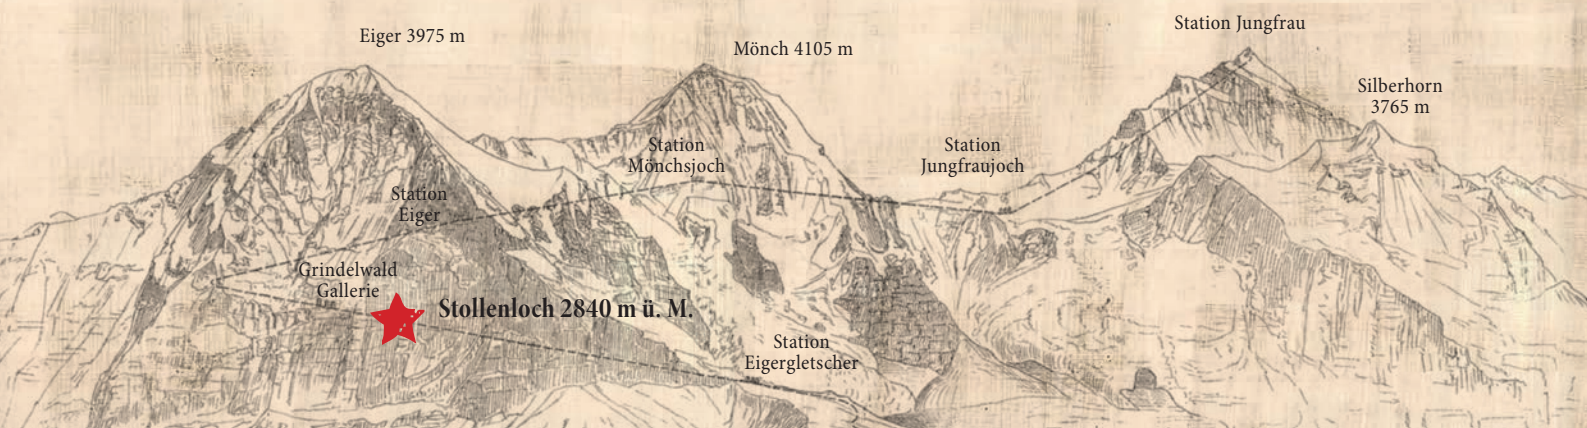 Eiger 3975 m
Mönch 4105 m
Station Jungfrau
Silberhorn
3765 m
Station
Mönchsjoch
Station
Jungfraujoch
Station
Eiger
Grindelwald
Gallerie
Stollenloch 2840 m ü. M.
Station
Eigergletscher